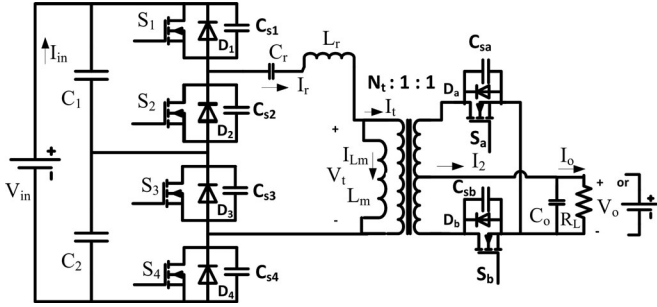 S1
D1
Cs1
Cr
Lr
Iin
Ir
C1
Nt : 1 : 1
Csa
Da
Sa
It
S2
D2
Cs2
+
ILm
Vt
Lm
-
I2
Io
Vin
+
-
S3
D3
Cs3
Csb
Db
Sb
Co
RL
+
Vo
-
or
+
-
C2
S4
D4
Cs4